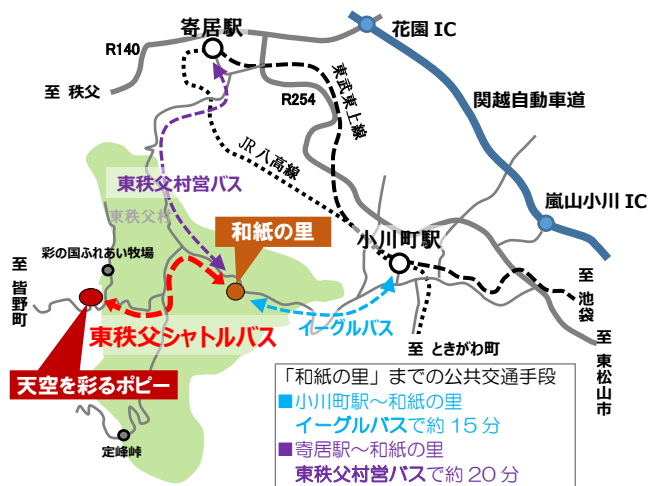 寄居駅
花園 IC
R140
至 秩父
R254
東武東上線
関越自動車道
JR 八高線
東秩父村営バス
東秩父村
嵐山小川 IC
和紙の里
小川町駅
彩の国ふれあい牧場
至 皆野町
至 池袋
東秩父シャトルバス
イーグルバス
至 ときがわ町
至 東松山市
天空を彩るポピー
定峰峠
「和紙の里」までの公共交通手段
■小川町駅～和紙の里
イーグルバスで約 15 分
■寄居駅～和紙の里
東秩父村営バスで約 20 分